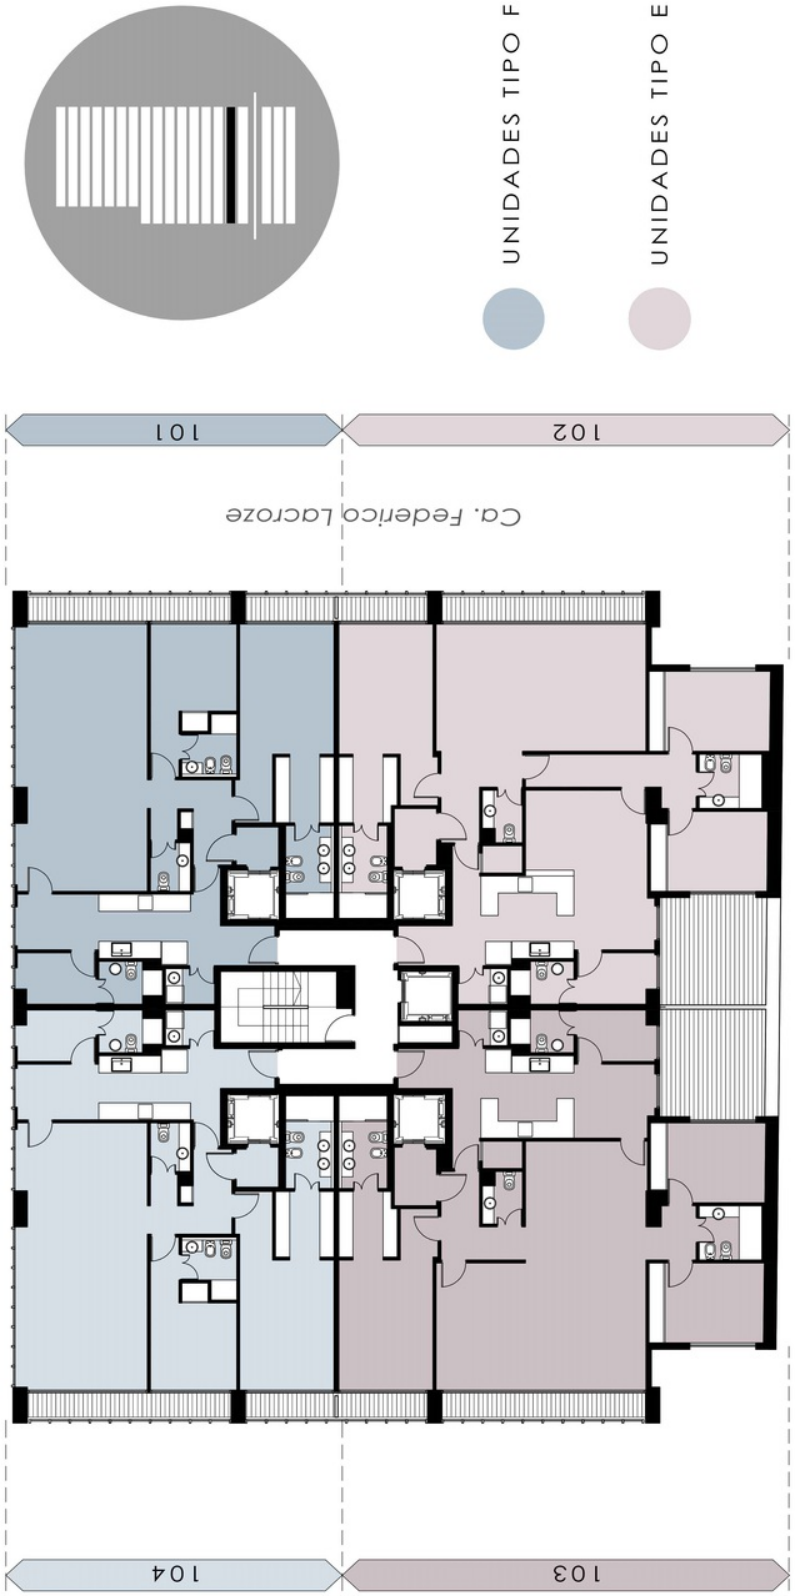 UNIDADES TIPO F
UNIDADES TIPO E
101
102
Ca. Federico Lacroze
104
103